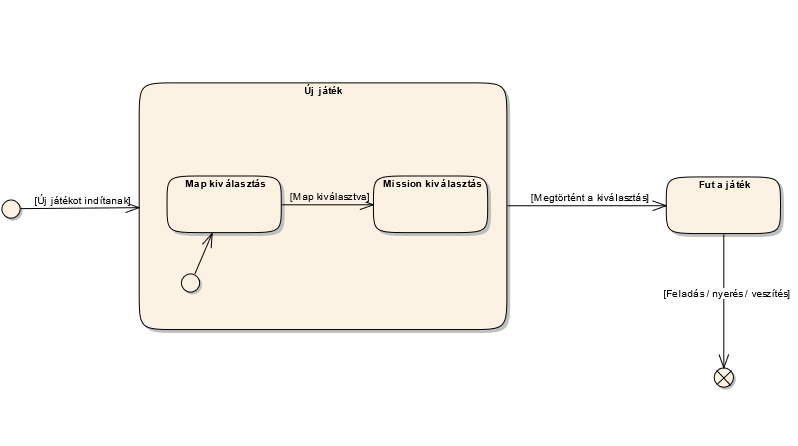 Új játék
[Új játékot indítanak]
Map kiválasztás
[Map kiválasztva]
Mission kiválasztás
[Megtörtént a kiválasztás]
Fut a játék
[Feladás / nyerés / veszítés]